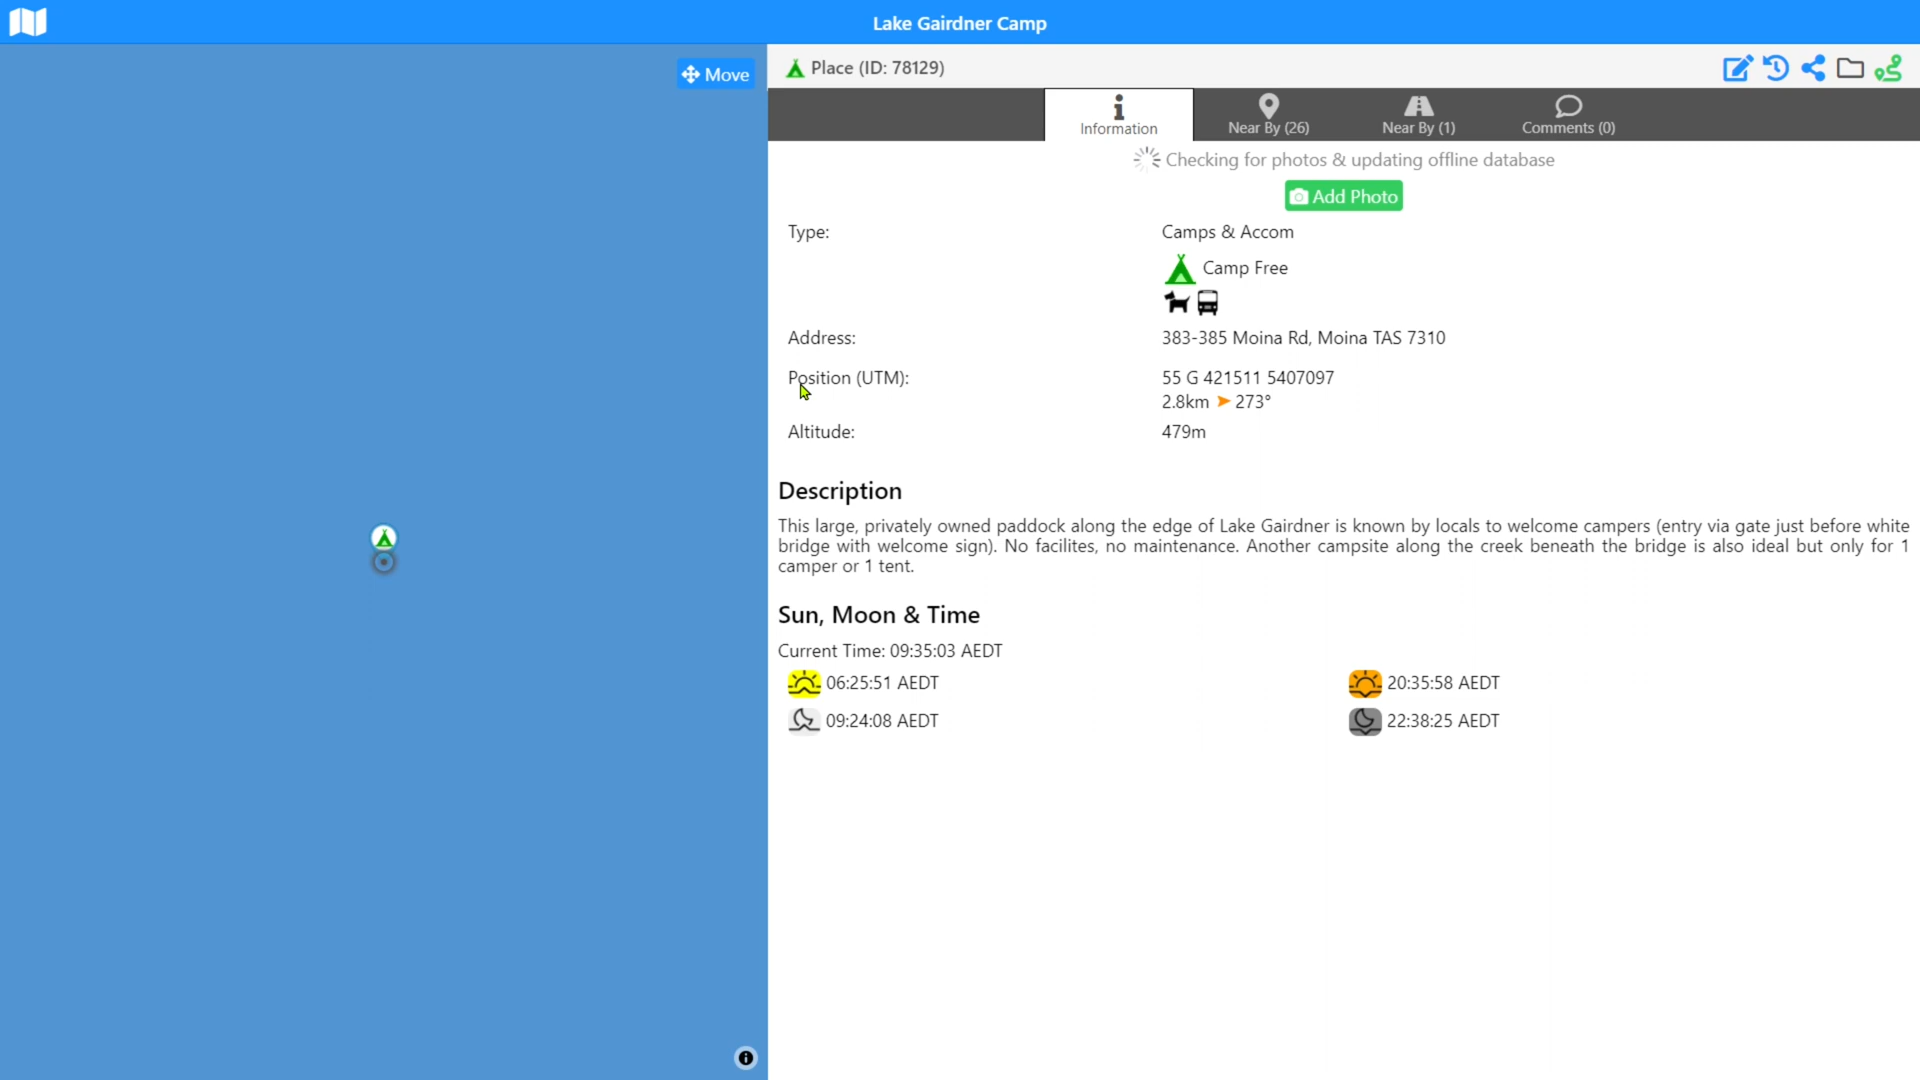 Lake Gairdner Camp
Move
Place (ID: 78129)
Information
Near By (26)
Near By (1)
Comments (0)
Checking for photos & updating offline database
Add Photo
Type:
Camps & Accom
Camp Free
Address:
383-385 Moina Rd, Moina TAS 7310
Position (UTM):
55 G 421511 5407097
2.8km ➤ 273°
Altitude:
479m
Description
This large, privately owned paddock along the edge of Lake Gairdner is known by locals to welcome campers (entry via gate just before white
bridge with welcome sign). No facilites, no maintenance. Another campsite along the creek beneath the bridge is also ideal but only for 1
camper or 1 tent.
Sun, Moon & Time
Current Time: 09:35:03 AEDT
06:25:51 AEDT
20:35:58 AEDT
09:24:08 AEDT
22:38:25 AEDT